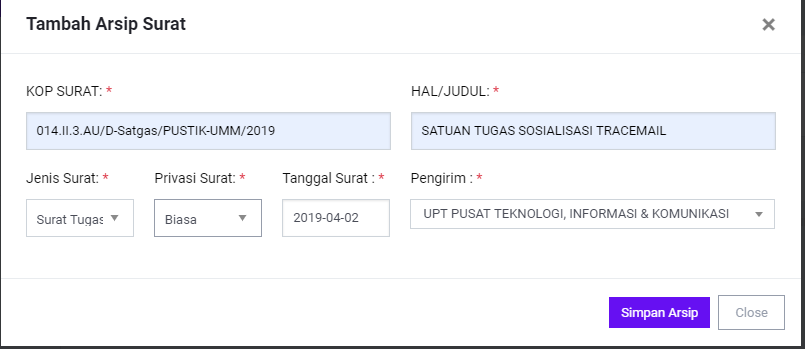 Tambah Arsip Surat
×
KOP SURAT: *
HAL/JUDUL: *
014.II.3.AU/D-Satgas/PUSTIK-UMM/2019
SATUAN TUGAS SOSIALISASI TRACEMAIL
Jenis Surat: *
Privasi Surat: *
Tanggal Surat : *
Pengirim : *
Surat Tugas
Biasa
2019-04-02
UPT PUSAT TEKNOLOGI, INFORMASI & KOMUNIKASI
Simpan Arsip
Close